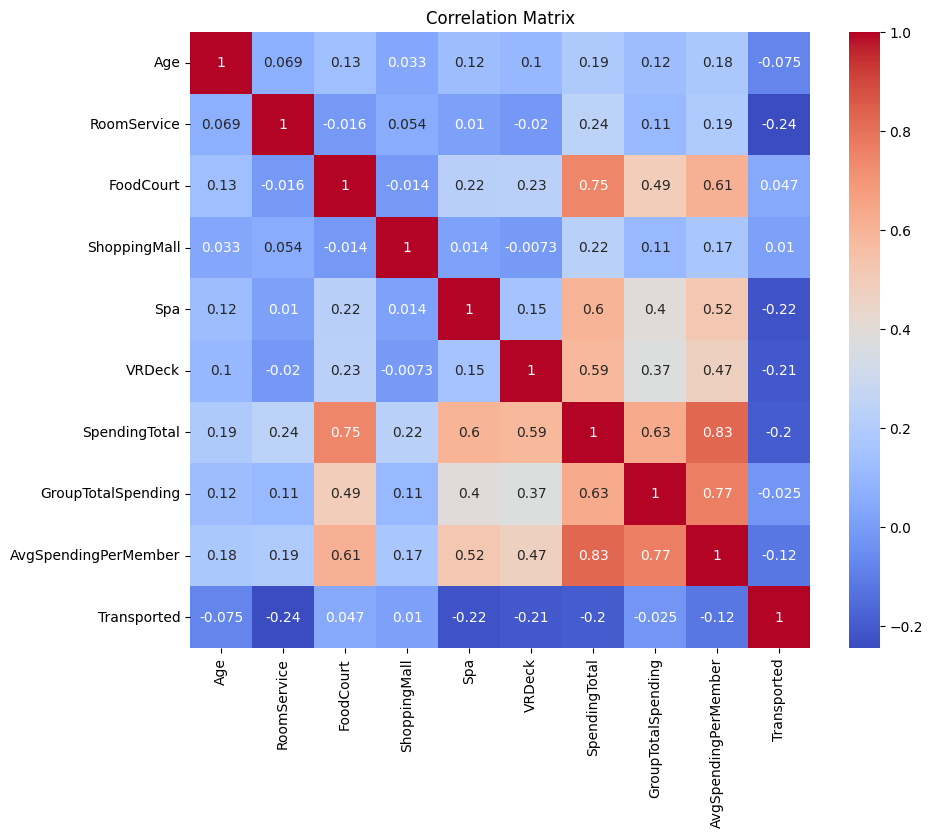 Correlation Matrix
Age 1 0.069 0.13 0.033 0.12 0.1 0.19 0.12 0.18 -0.075
RoomService 0.069 1 -0.016 0.054 0.01 -0.02 0.24 0.11 0.19 -0.24
FoodCourt 0.13 -0.016 1 -0.014 0.22 0.23 0.75 0.49 0.61 0.047
ShoppingMall 0.033 0.054 -0.014 1 0.014 -0.0073 0.22 0.11 0.17 0.01
Spa 0.12 0.01 0.22 0.014 1 0.15 0.6 0.4 0.52 -0.22
VRDeck 0.1 -0.02 0.23 -0.0073 0.15 1 0.59 0.37 0.47 -0.21
SpendingTotal 0.19 0.24 0.75 0.22 0.6 0.59 1 0.63 0.83 -0.2
GroupTotalSpending 0.12 0.11 0.49 0.11 0.4 0.37 0.63 1 0.77 -0.025
AvgSpendingPerMember 0.18 0.19 0.61 0.17 0.52 0.47 0.83 0.77 1 -0.12
Transported -0.075 -0.24 0.047 0.01 -0.22 -0.21 -0.2 -0.025 -0.12 1
Age
RoomService
FoodCourt
ShoppingMall
Spa
VRDeck
SpendingTotal
GroupTotalSpending
AvgSpendingPerMember
Transported
1.0
0.8
0.6
0.4
0.2
0.0
−0.2